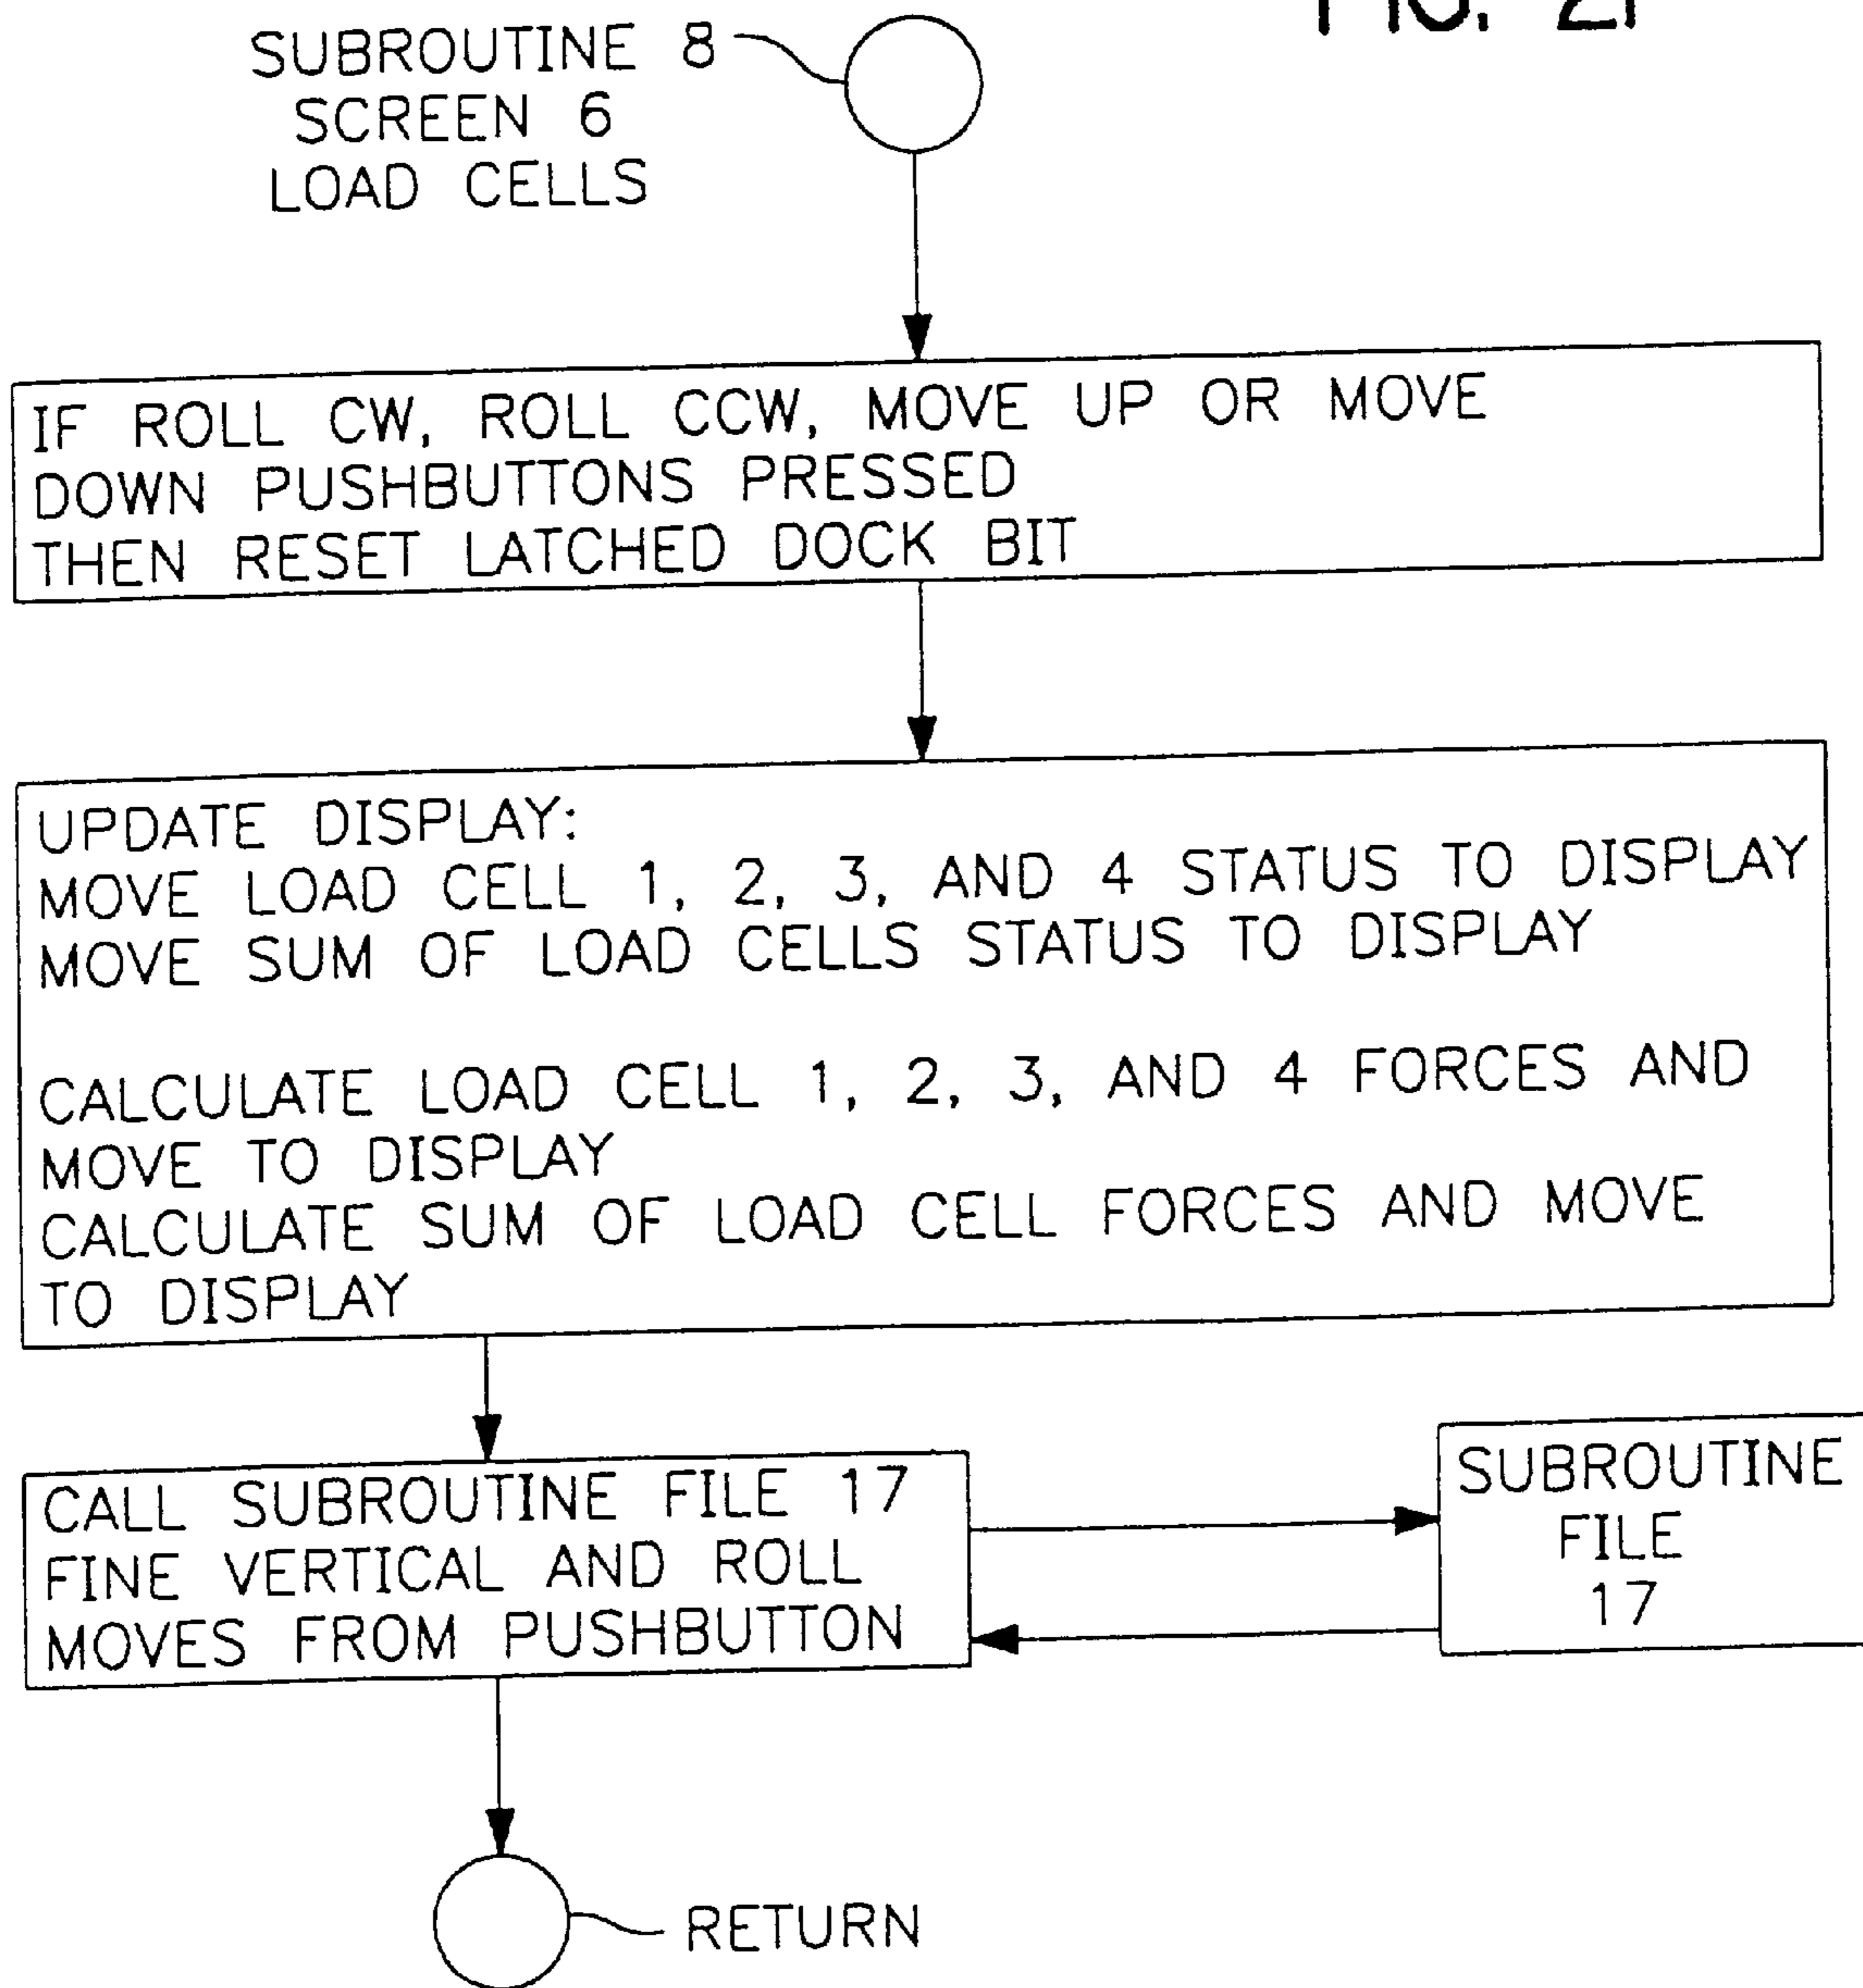 FIG. 21
SUBROUTINE 8
SCREEN 6
LOAD CELLS
IF ROLL CW, ROLL CCW, MOVE UP OR MOVE
DOWN PUSHBUTTONS PRESSED
THEN RESET LATCHED DOCK BIT
UPDATE DISPLAY:
MOVE LOAD CELL 1, 2, 3, AND 4 STATUS TO DISPLAY
MOVE SUM OF LOAD CELLS STATUS TO DISPLAY
CALCULATE LOAD CELL 1, 2, 3, AND 4 FORCES AND
MOVE TO DISPLAY
CALCULATE SUM OF LOAD CELL FORCES AND MOVE
TO DISPLAY
CALL SUBROUTINE FILE 17
FINE VERTICAL AND ROLL
MOVES FROM PUSHBUTTON
SUBROUTINE
FILE
17
RETURN